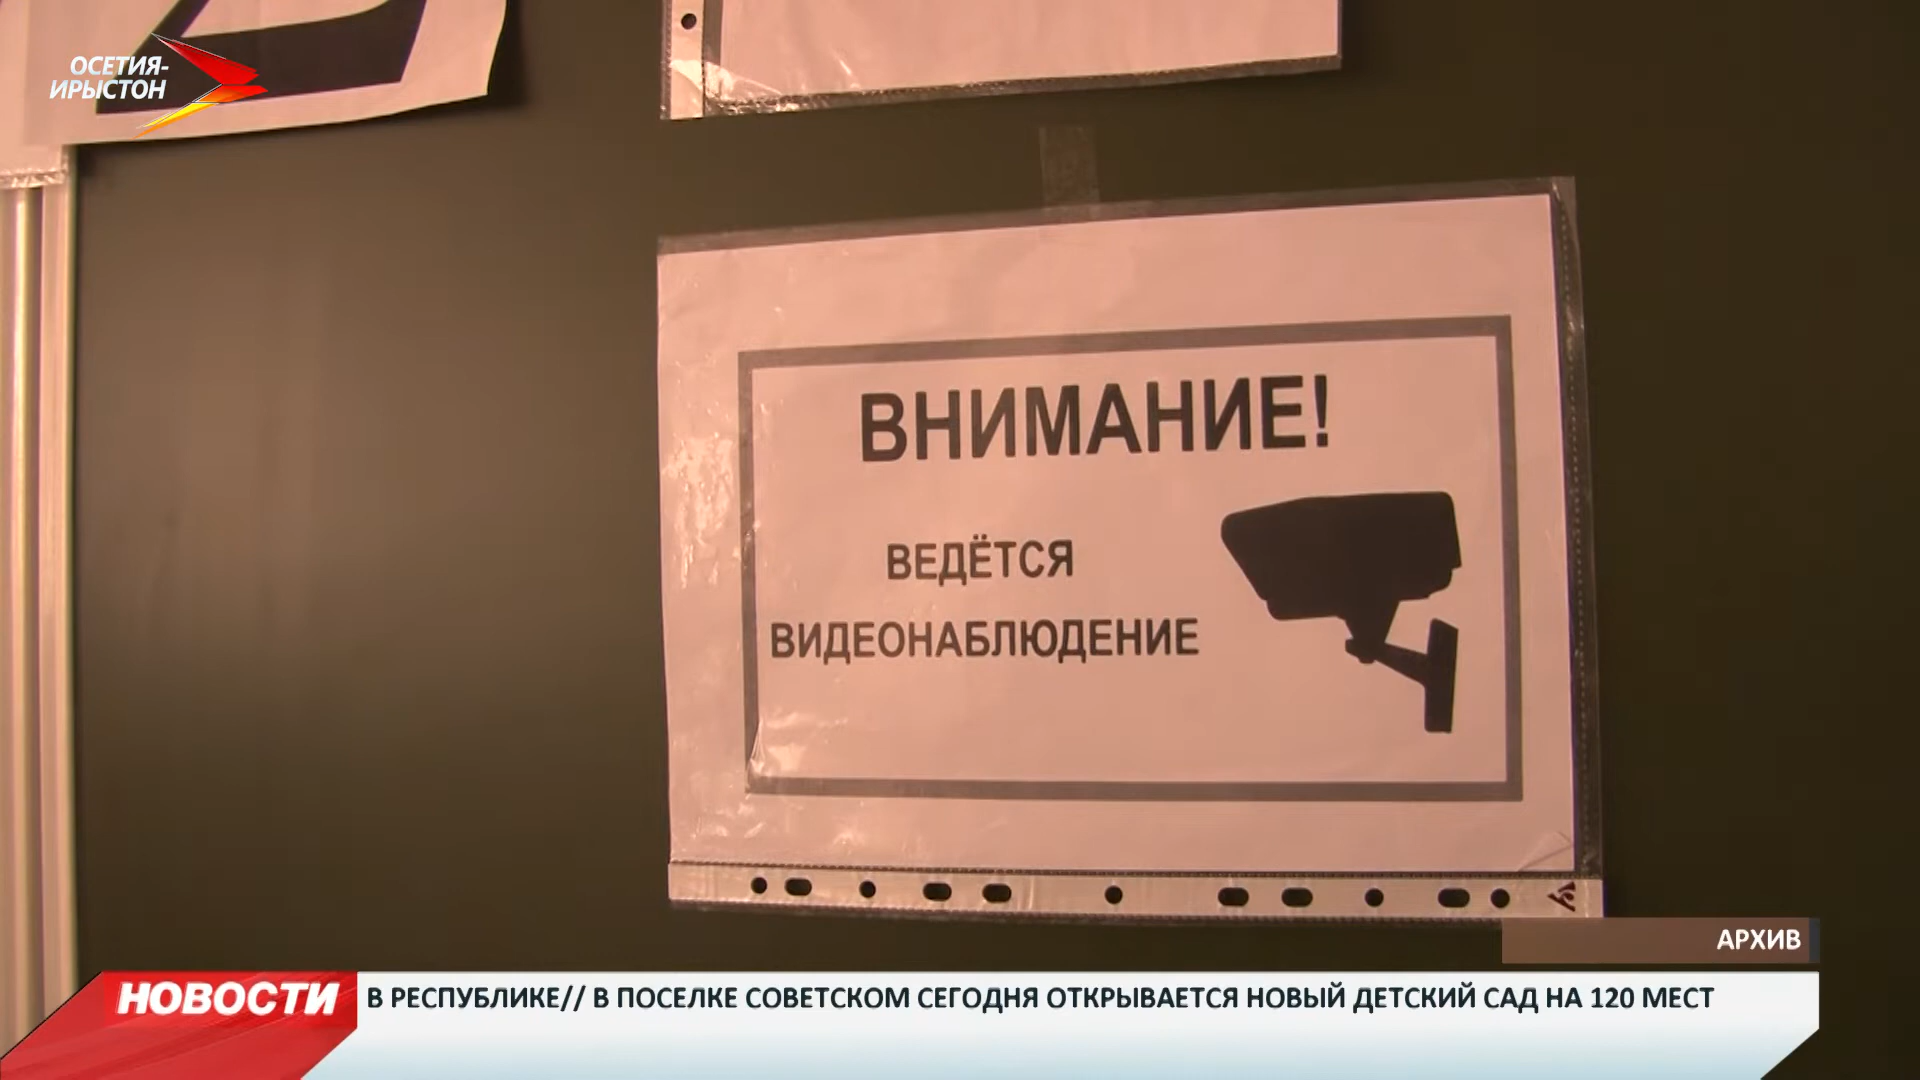 ОСЕТИЯ-
ИРЫСТОН
ВНИМАНИЕ!
ВЕДЁТСЯ
ВИДЕОНАБЛЮДЕНИЕ
АРХИВ
НОВОСТИ
В РЕСПУБЛИКЕ// В ПОСЕЛКЕ СОВЕТСКОМ СЕГОДНЯ ОТКРЫВАЕТСЯ НОВЫЙ ДЕТСКИЙ САД НА 120 МЕСТ